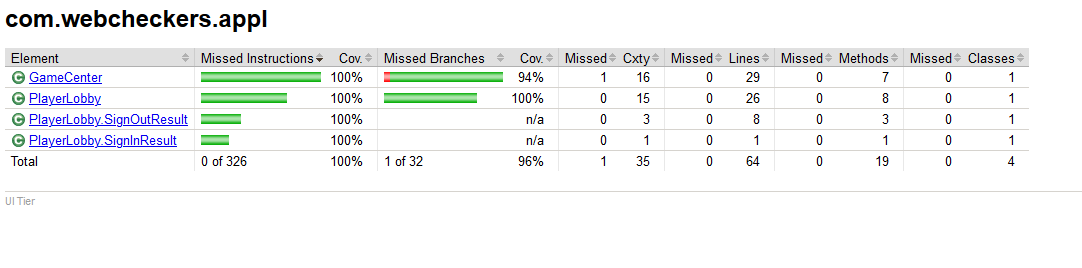 com.webcheckers.appl
Element Missed Instructions Cov. Missed Branches Cov. Missed Cxty Missed Lines Missed Methods Missed Classes
C GameCenter 100% 94% 1 16 0 29 0 7 0 1
C PlayerLobby 100% 100% 0 15 0 26 0 8 0 1
C PlayerLobby.SignOutResult 100% n/a 0 3 0 8 0 3 0 1
C PlayerLobby.SignInResult 100% n/a 0 1 0 1 0 1 0 1
Total 0 of 326 100% 1 of 32 96% 1 35 0 64 0 19 0 4
UI Tier